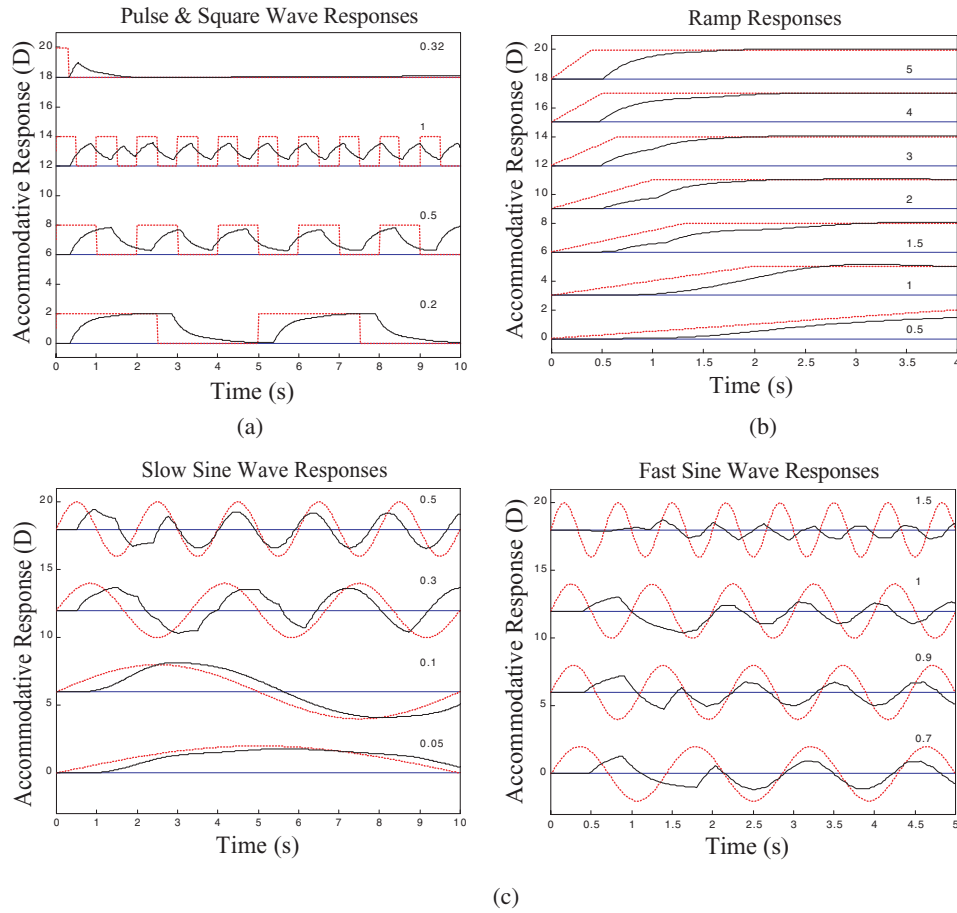 Pulse & Square Wave Responses
Accommodative Response (D)
20
18
16
14
12
10
8
6
4
2
0
0.32
1
0.5
0.2
0 1 2 3 4 5 6 7 8 9 10
Time (s)
(a)
Ramp Responses
Accommodative Response (D)
20
18
16
14
12
10
8
6
4
2
0
5
4
3
2
1.5
1
0.5
0 0.5 1 1.5 2 2.5 3 3.5 4
Time (s)
(b)
Slow Sine Wave Responses
Accommodative Response (D)
20
15
10
5
0
0.5
0.3
0.1
0.05
0 1 2 3 4 5 6 7 8 9 10
Time (s)
Fast Sine Wave Responses
Accommodative Response (D)
20
15
10
5
0
1.5
1
0.9
0.7
0 0.5 1 1.5 2 2.5 3 3.5 4 4.5 5
Time (s)
(c)